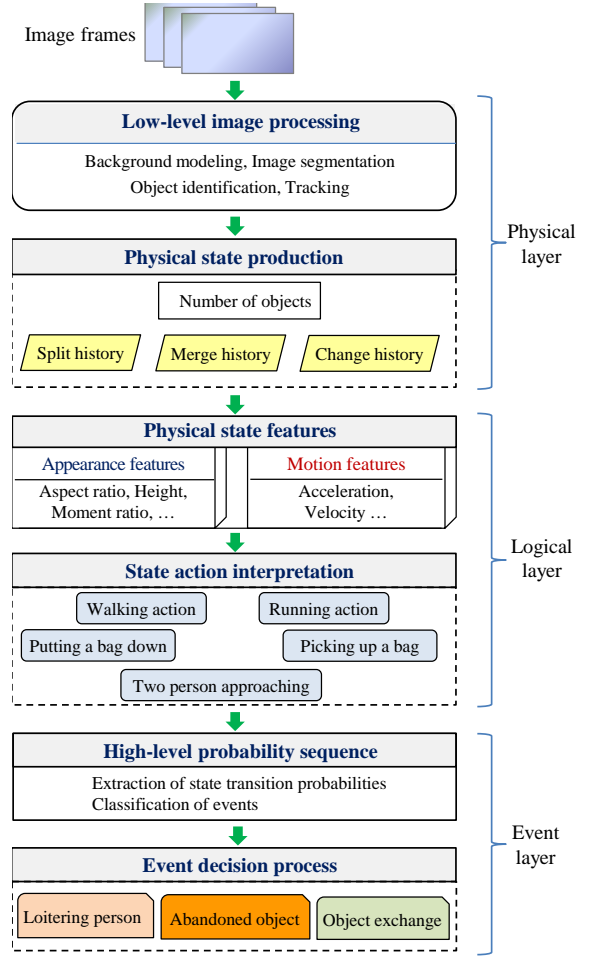 Image frames
Low-level image processing
Background modeling, Image segmentation
Object identification, Tracking
Physical state production
Number of objects
Split history
Merge history
Change history
Physical layer
Physical state features
Appearance features
Aspect ratio, Height,
Moment ratio, …
Motion features
Acceleration,
Velocity …
State action interpretation
Walking action
Running action
Putting a bag down
Picking up a bag
Two person approaching
Logical
layer
High-level probability sequence
Extraction of state transition probabilities
Classification of events
Event decision process
Loitering person
Abandoned object
Object exchange
Event
layer